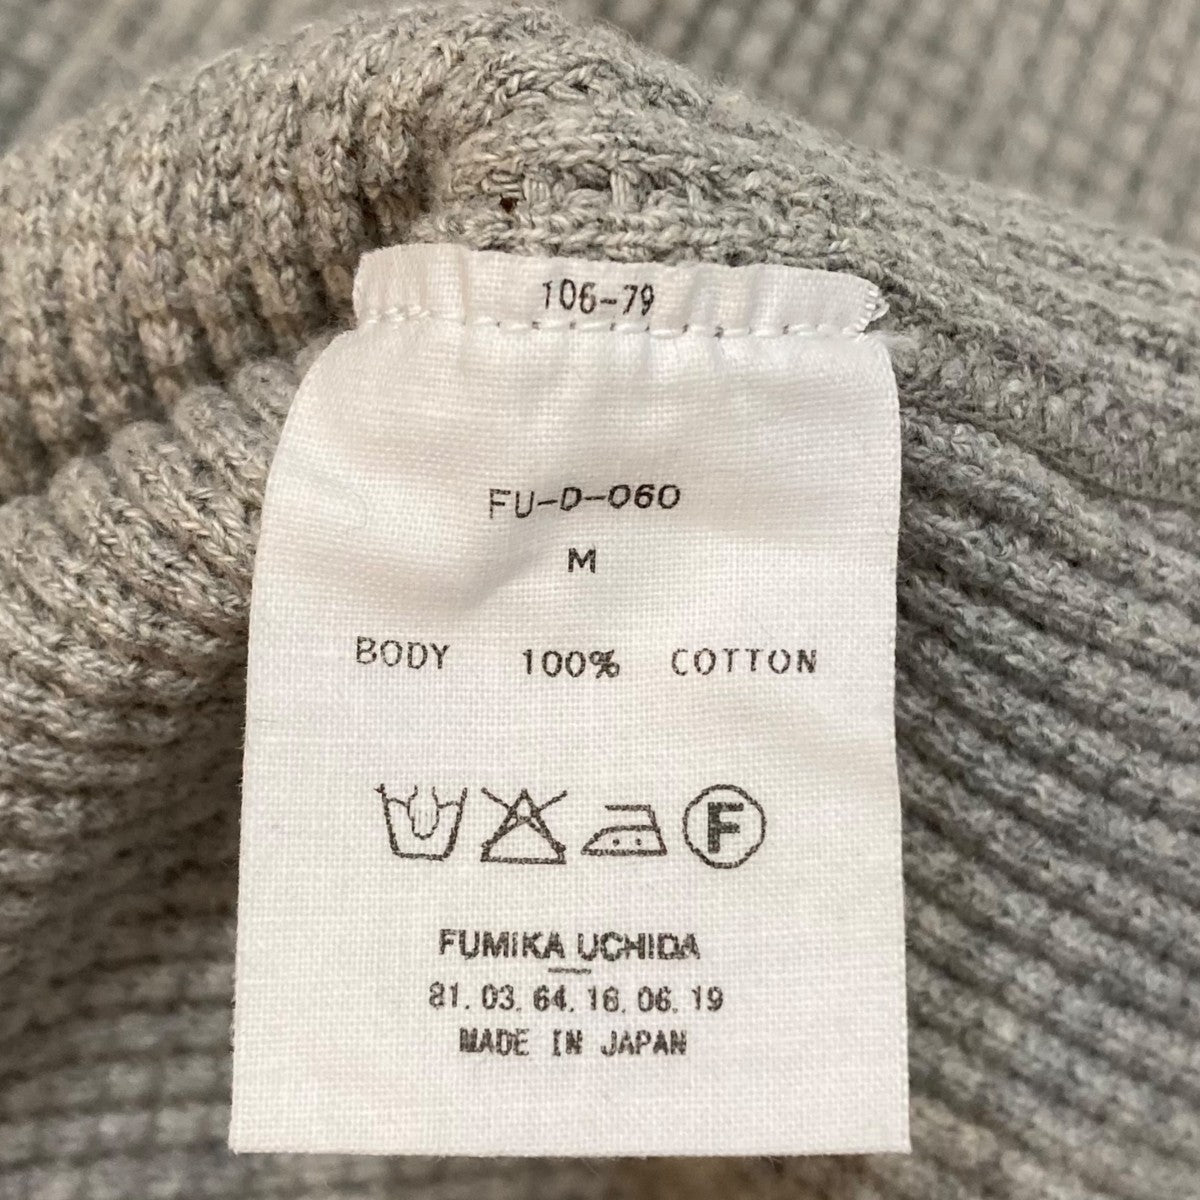 106-79
FU-D-060
M
BODY 100% COTTON
F
FUMIKA UCHIDA
81. 03. 64. 16. 06. 19
MADE IN JAPAN